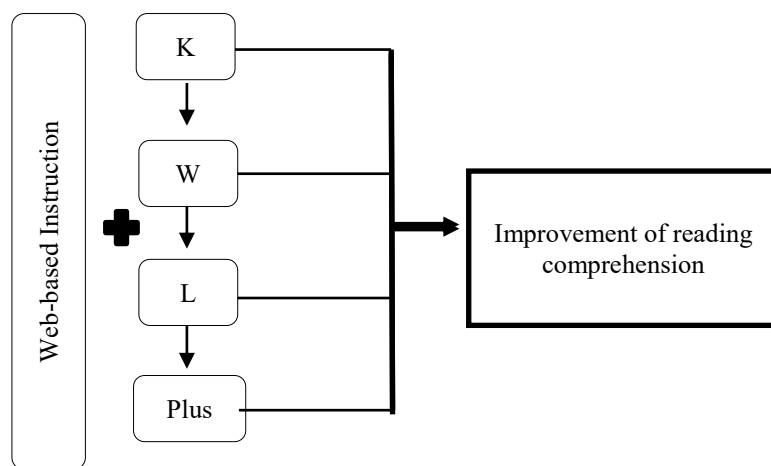 Web-based Instruction
K
W
L
Plus
Improvement of reading
comprehension